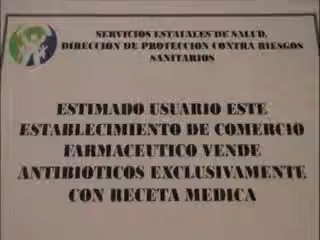 SERVICIOS ESTATALES DE SALUD,
DIRECCION DE PROTECCION CONTRA RIESGOS
SANITARIOS
ESTIMADO USUARIO ESTE
ESTABLECIMIENTO DE COMERCIO
FARMACEUTICO VENDE
ANTIBIOTICOS EXCLUSIVAMENTE
CON RECETA MEDICA